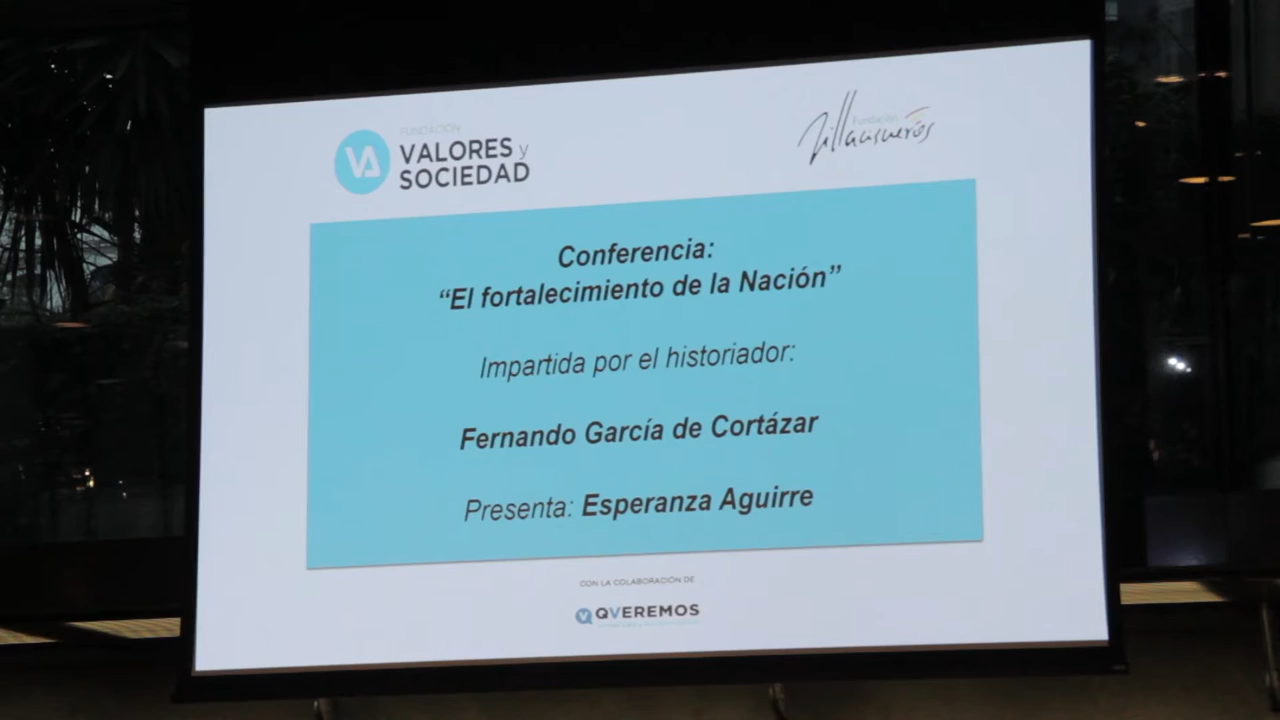 FUNDACIÓN
VALORES y
SOCIEDAD
Fundación
Villacisneros
Conferencia:
“El fortalecimiento de la Nación”
Impartida por el historiador:
Fernando García de Cortázar
Presenta: Esperanza Aguirre
CON LA COLABORACIÓN DE
QVEREMOS